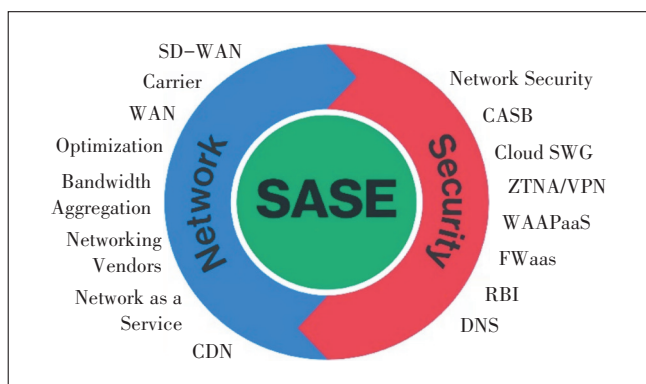 SD-WAN
Carrier
WAN
Optimization
Bandwidth
Aggregation
Networking
Vendors
Network as a
Service
CDN
Network
SASE
Security
Network Security
CASB
Cloud SWG
ZTNA/VPN
WAAPaaS
FWaas
RBI
DNS